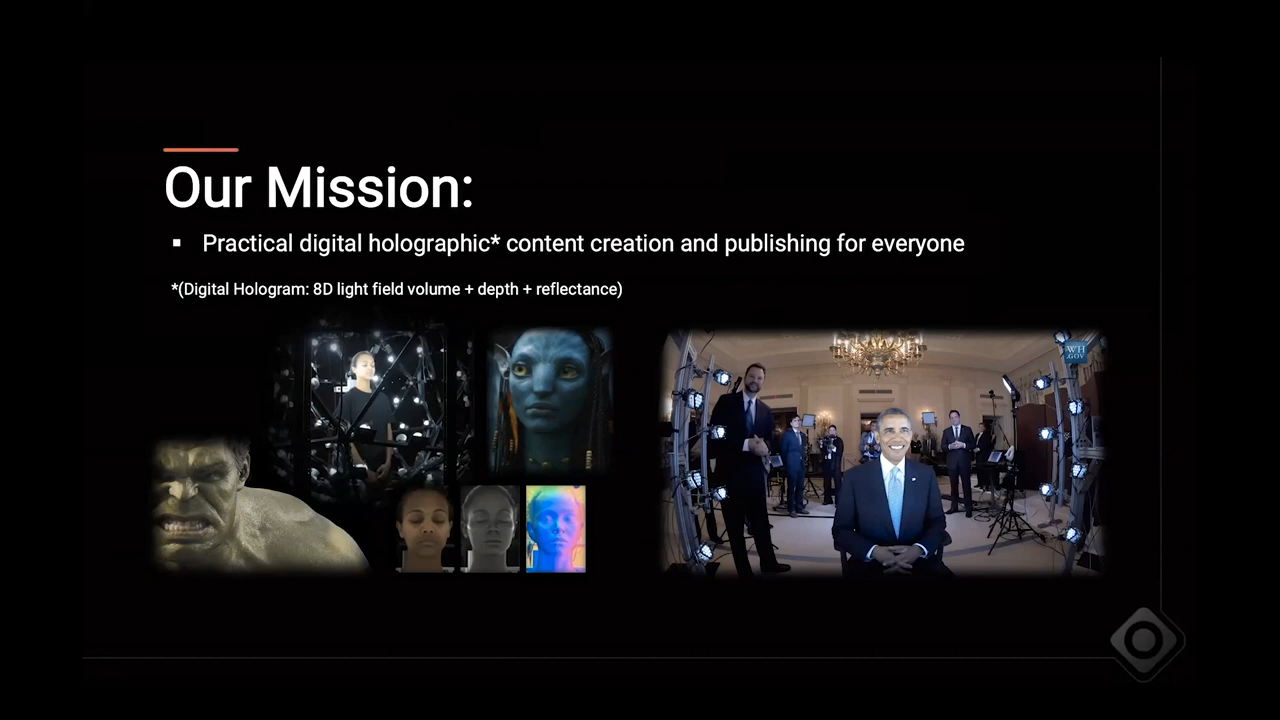 Our Mission:
▪ Practical digital holographic* content creation and publishing for everyone
*(Digital Hologram: 8D light field volume + depth + reflectance)
WH
.GOV